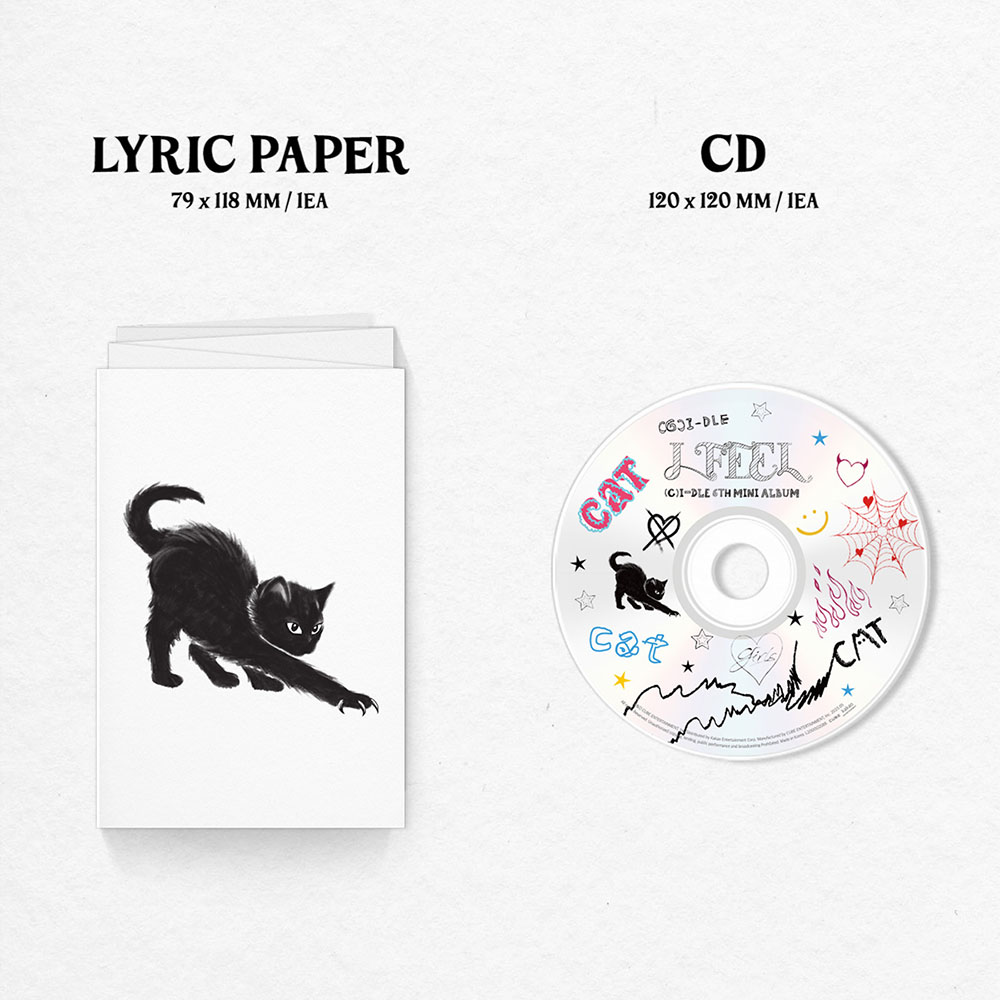 LYRIC PAPER
79 x 118 MM / 1EA
CD
120 x 120 MM / 1EA
(G)I-DLE
I FEEL
(G)I-DLE 6TH MINI ALBUM
CAT
Cat
girls
CAT